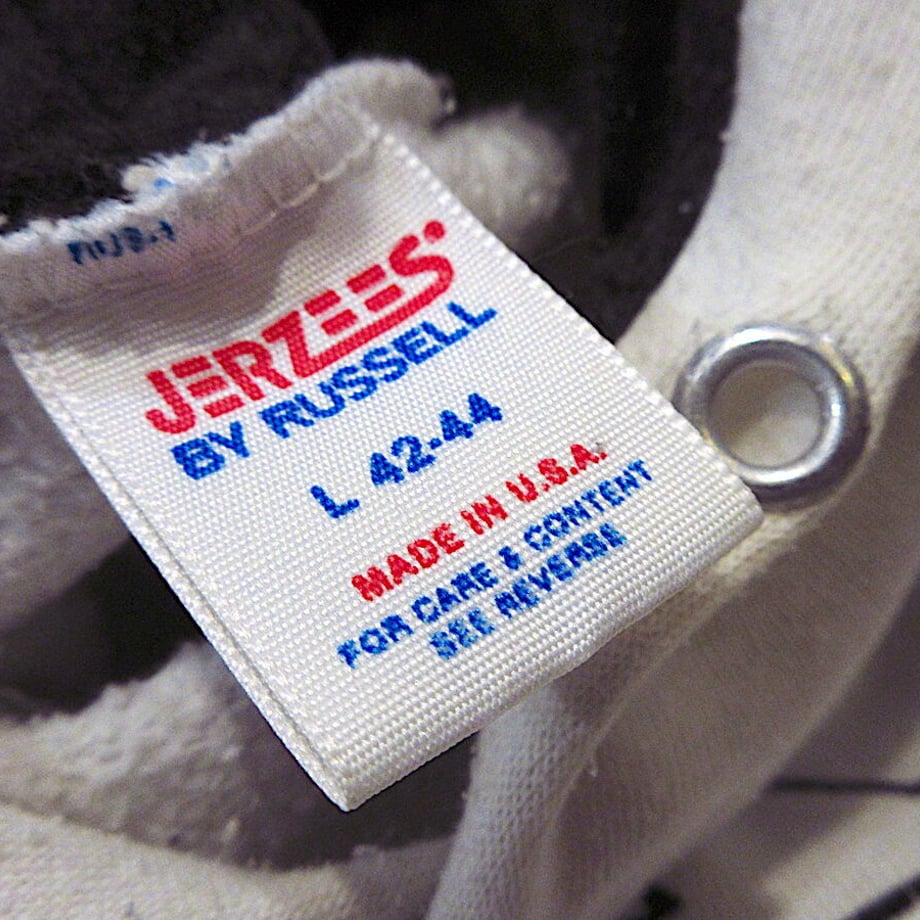 JERZEES
BY RUSSELL
L 42-44
MADE IN U.S.A.
FOR CARE & CONTENT
SEE REVERSE